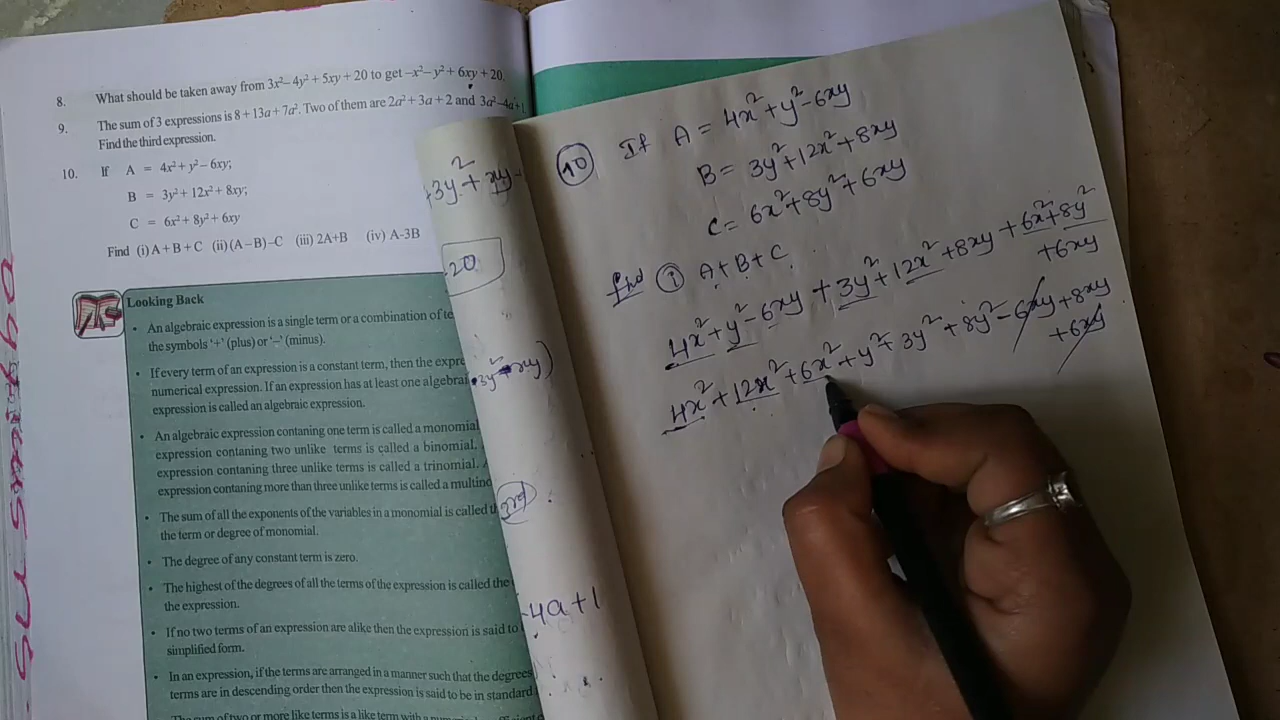 8. What should be taken away from 3x²– 4y² + 5xy + 20 to get –x²– y² + 6xy + 20.
9. The sum of 3 expressions is 8 + 13a + 7a². Two of them are 2a² + 3a + 2 and 3a² – 4a + 1
Find the third expression.
10. If A = 4x² + y² – 6xy;
B = 3y² + 12x² + 8xy;
C = 6x² + 8y² + 6xy
Find (i) A + B + C (ii) (A – B) – C (iii) 2A + B (iv) A-3B
Looking Back
• An algebraic expression is a single term or a combination of
the symbols '+' (plus) or '–' (minus).
• If every term of an expression is a constant term, then the
numerical expression. If an expression has at least one
expression is called an algebraic expression.
• An algebraic expression contaning one term is called a monomial
expression contaning two unlike terms is called a binomial.
expression contaning three unlike terms is called a trinomial.
expression contaning more than three unlike terms is called a
• The sum of all the exponents of the variables in a monomial is called
the term or degree of monomial.
• The degree of any constant term is zero.
• The highest of the degrees of all the terms of the expression is called the
the expression.
• If no two terms of an expression are alike then the expression is said to
simplified form.
• In an expression, if the terms are arranged in a manner such that the degrees
terms are in descending order then the expression is said to be in standard
3y² + xy
20
3y² + xy)
3rd
-4a+1
10 If A = 4x² + y² - 6xy
B = 3y² + 12x² + 8xy
C = 6x² + 8y² + 6xy
Find ① A + B + C
4x² + y² - 6xy + 3y² + 12x² + 8xy + 6x² + 8y²
+ 6xy
4x² + 12x² + 6x² + y² + 3y² + 8y² - 6xy + 8xy
+ 6xy